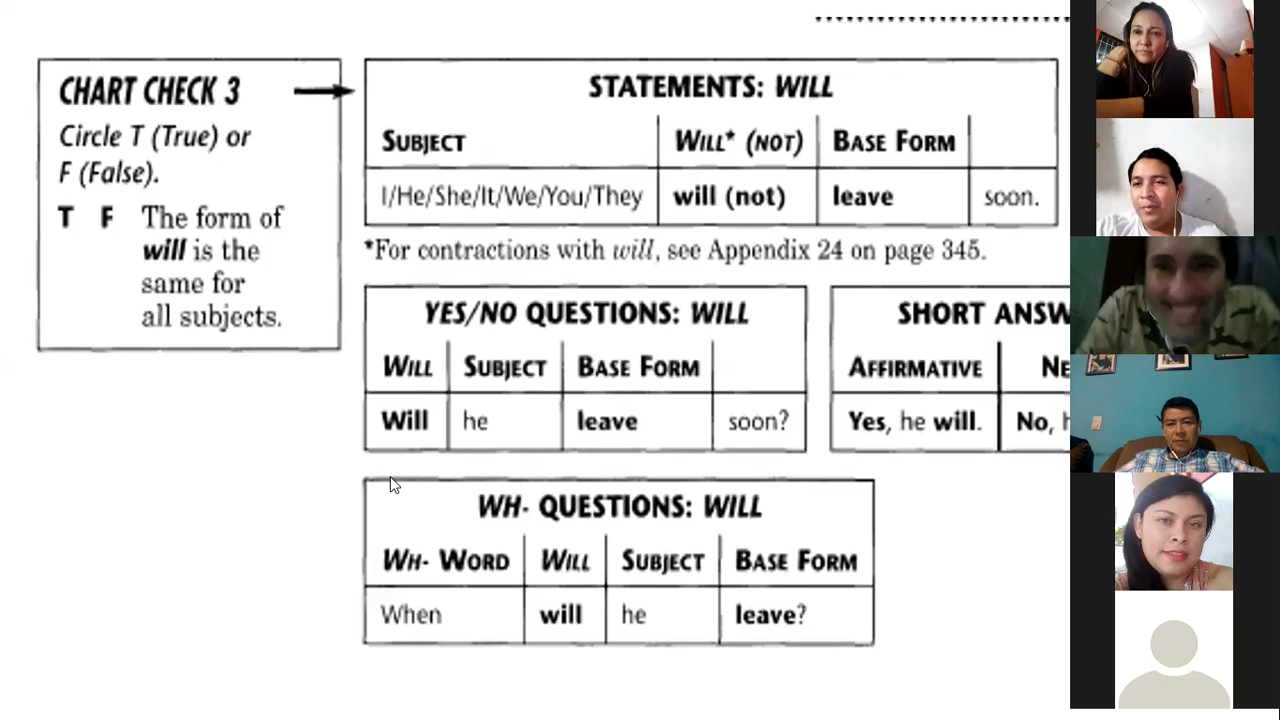 CHART CHECK 3
Circle T (True) or
F (False).
T F The form of
will is the
same for
all subjects.
STATEMENTS: WILL
SUBJECT WILL* (NOT) BASE FORM
I/He/She/It/We/You/They will (not) leave soon.
*For contractions with will, see Appendix 24 on page 345.
YES/NO QUESTIONS: WILL
WILL SUBJECT BASE FORM
Will he leave soon?
SHORT ANSW
AFFIRMATIVE NE
Yes, he will. No, h
WH- QUESTIONS: WILL
WH- WORD WILL SUBJECT BASE FORM
When will he leave?